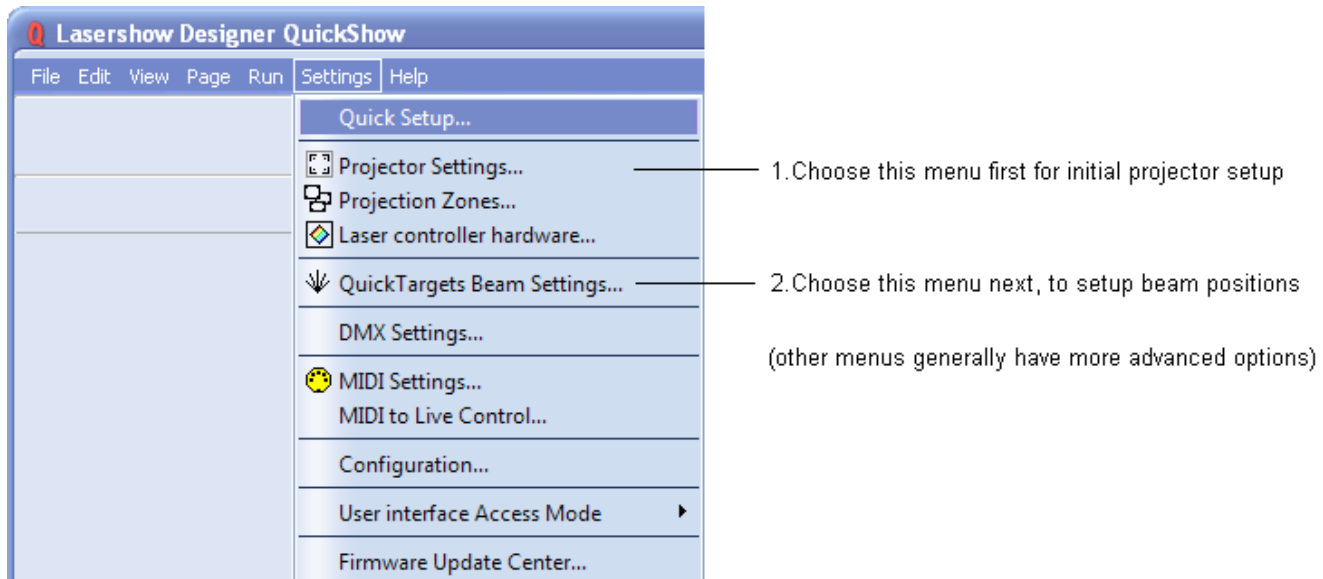 Lasershow Designer QuickShow
File Edit View Page Run Settings Help
Quick Setup...
Projector Settings...
1.Choose this menu first for initial projector setup
Projection Zones...
Laser controller hardware...
QuickTargets Beam Settings...
2.Choose this menu next, to setup beam positions
DMX Settings...
(other menus generally have more advanced options)
MIDI Settings...
MIDI to Live Control...
Configuration...
User interface Access Mode
Firmware Update Center...